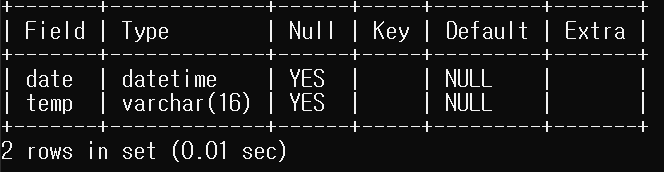 +-------+-------------+------+-----+---------+-------+
| Field | Type        | Null | Key | Default | Extra |
+-------+-------------+------+-----+---------+-------+
| date  | datetime    | YES  |     | NULL    |       |
| temp  | varchar(16) | YES  |     | NULL    |       |
+-------+-------------+------+-----+---------+-------+
2 rows in set (0.01 sec)